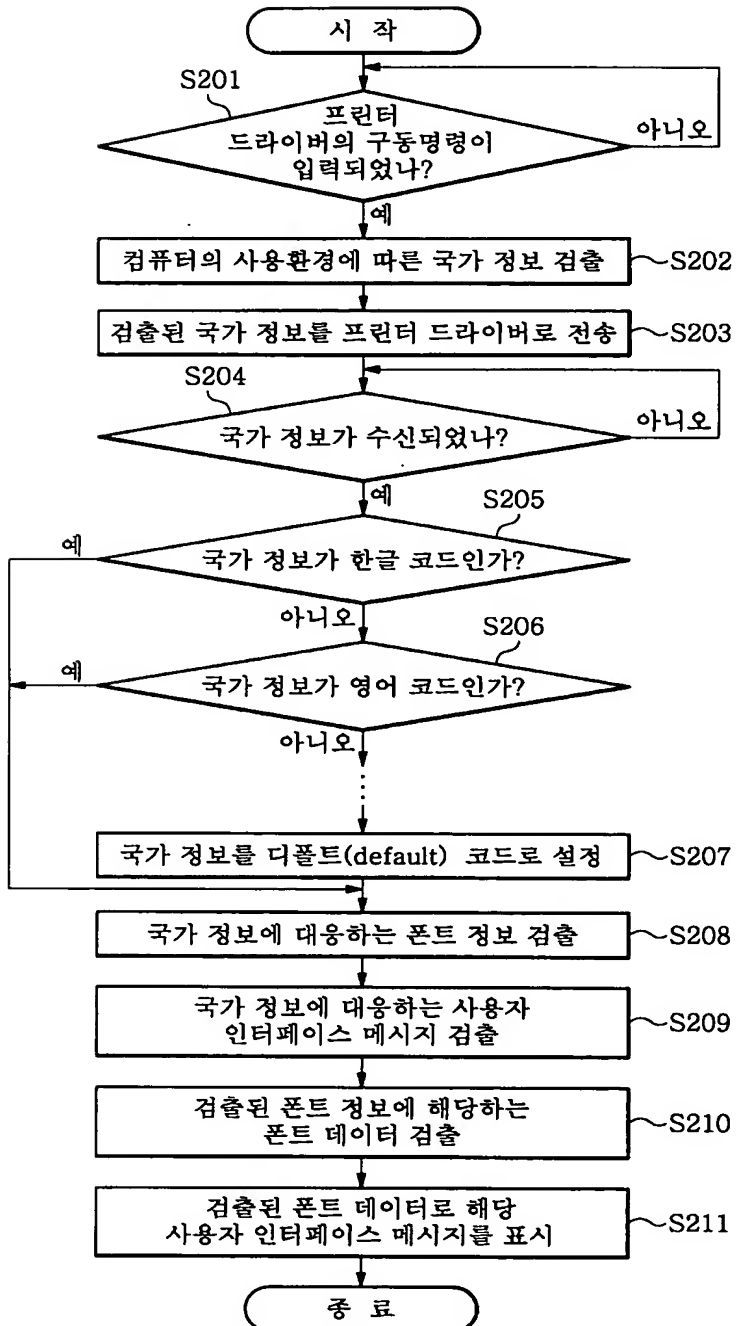 시 작
S201
프린터
드라이버의 구동명령이
입력되었나?
아니오
예
컴퓨터의 사용환경에 따른 국가 정보 검출
S202
검출된 국가 정보를 프린터 드라이버로 전송
S203
S204
국가 정보가 수신되었나?
아니오
예
S205
예
국가 정보가 한글 코드인가?
아니오
S206
예
국가 정보가 영어 코드인가?
아니오
국가 정보를 디폴트(default) 코드로 설정
S207
국가 정보에 대응하는 폰트 정보 검출
S208
국가 정보에 대응하는 사용자
인터페이스 메시지 검출
S209
검출된 폰트 정보에 해당하는
폰트 데이터 검출
S210
검출된 폰트 데이터로 해당
사용자 인터페이스 메시지를 표시
S211
종 료